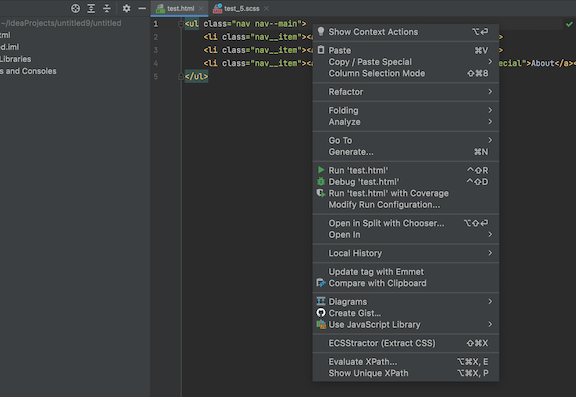 ~/ideaProjects/untitled9/untitled
tml
d.iml
Libraries
s and Consoles
test.html
test_5.scss
1 <ul class="nav nav--main">
2 <li class="nav__item"><a
3 <li class="nav__item"><a
4 <li class="nav__item"><a ecial">About</a><
5 </ul>
Show Context Actions ⌥⏎
Paste ⌘V
Copy / Paste Special
Column Selection Mode ⇧⌘8
Refactor
Folding
Analyze
Go To
Generate... ⌘N
Run 'test.html' ^⇧R
Debug 'test.html' ^⇧D
Run 'test.html' with Coverage
Modify Run Configuration...
Open in Split with Chooser... ⌥⇧⏎
Open In
Local History
Update tag with Emmet
Compare with Clipboard
Diagrams
Create Gist...
Use JavaScript Library
ECSStractor (Extract CSS) ⇧⌘X
Evaluate XPath... ⌥⌘X, E
Show Unique XPath ⌥⌘X, P